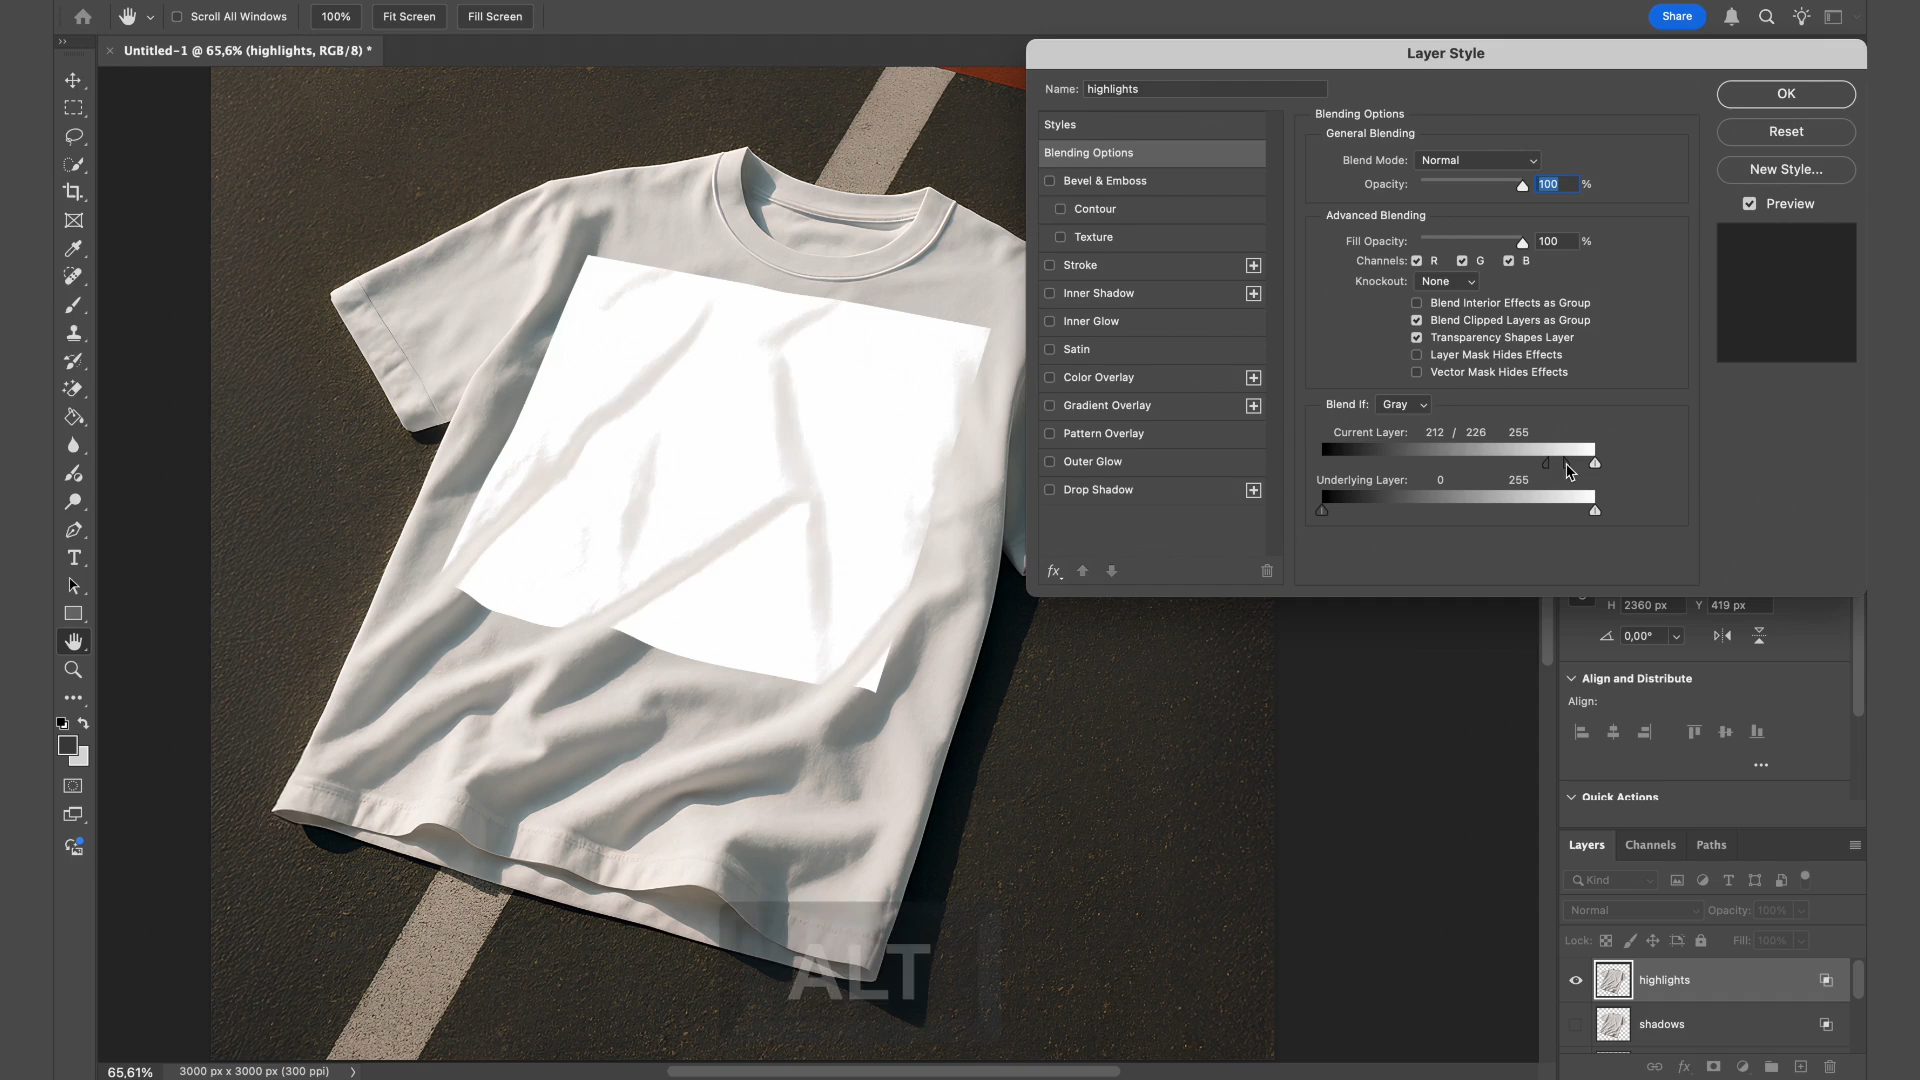 Scroll All Windows 100% Fit Screen Fill Screen Share
Untitled-1 @ 65,6% (highlights, RGB/8) *
Layer Style
Name: highlights
OK
Reset
New Style...
Preview
Styles
Blending Options
Bevel & Emboss
Contour
Texture
Stroke
Inner Shadow
Inner Glow
Satin
Color Overlay
Gradient Overlay
Pattern Overlay
Outer Glow
Drop Shadow
fx
Blending Options
General Blending
Blend Mode: Normal
Opacity: 100 %
Advanced Blending
Fill Opacity: 100 %
Channels: R G B
Knockout: None
Blend Interior Effects as Group
Blend Clipped Layers as Group
Transparency Shapes Layer
Layer Mask Hides Effects
Vector Mask Hides Effects
Blend If: Gray
Current Layer: 212 / 226 255
Underlying Layer: 0 255
H 2360 px Y 419 px
0,00°
Align and Distribute
Align:
Quick Actions
Layers Channels Paths
Kind
Normal Opacity: 100%
Lock: Fill: 100%
highlights
shadows
fx
ALT
65,61% 3000 px x 3000 px (300 ppi)